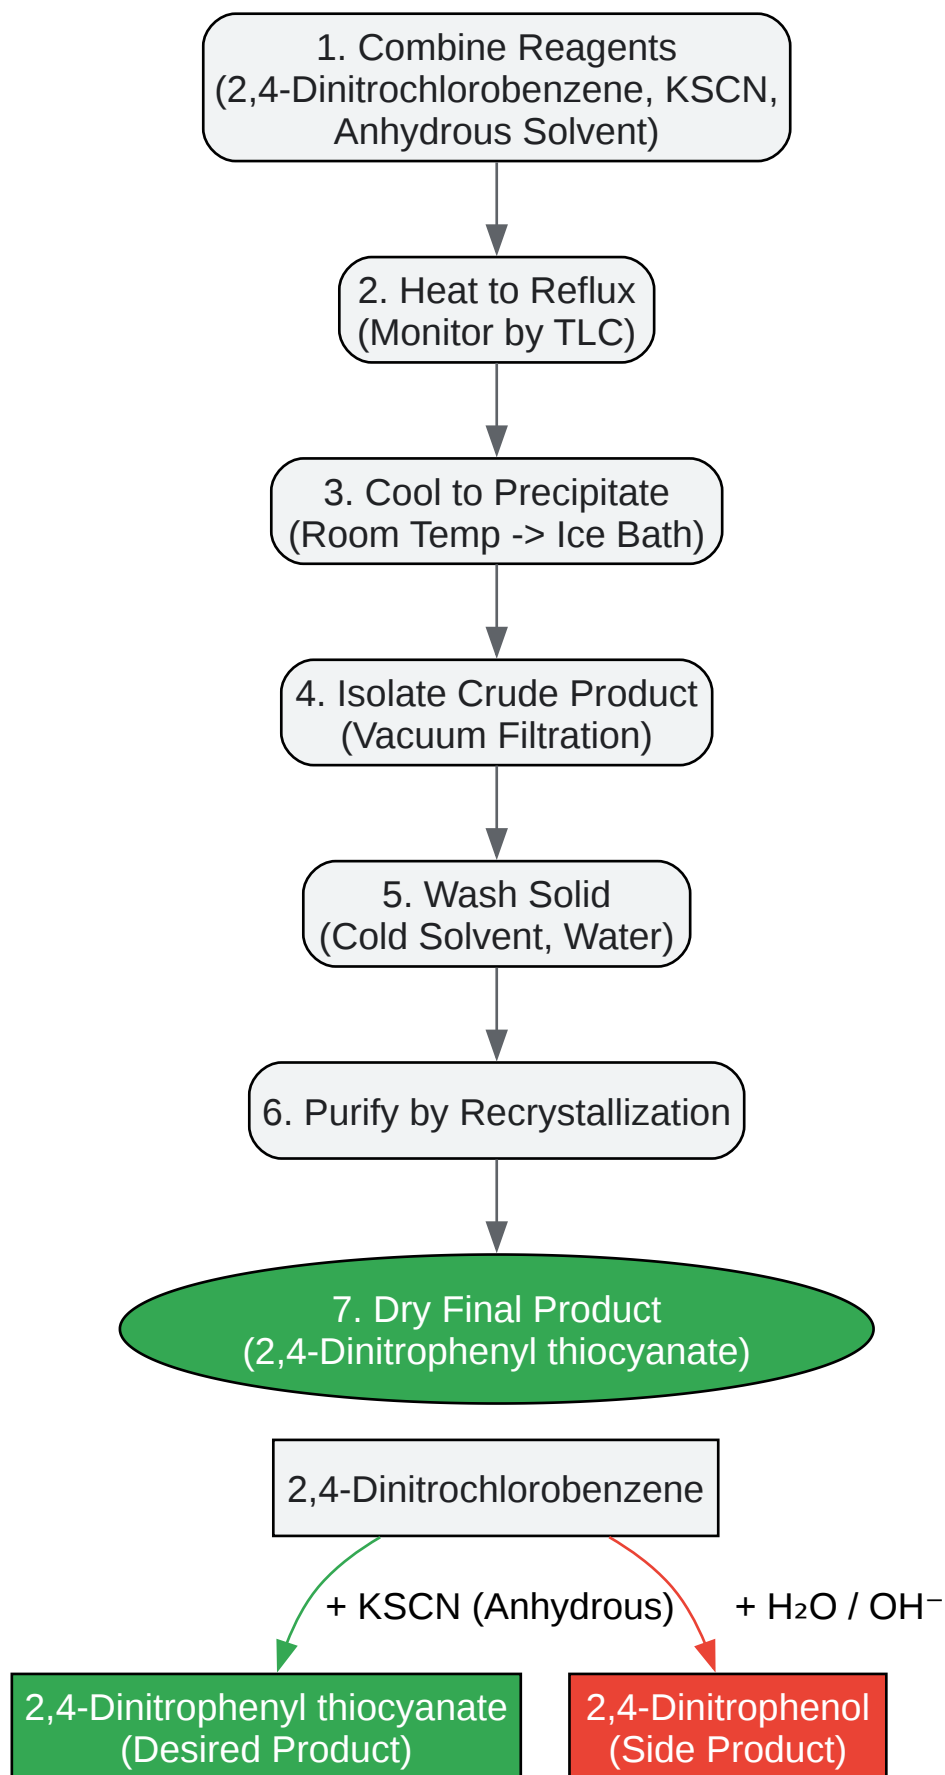 1. Combine Reagents
(2,4-Dinitrochlorobenzene, KSCN,
Anhydrous Solvent)
2. Heat to Reflux
(Monitor by TLC)
3. Cool to Precipitate
(Room Temp -> Ice Bath)
4. Isolate Crude Product
(Vacuum Filtration)
5. Wash Solid
(Cold Solvent, Water)
6. Purify by Recrystallization
7. Dry Final Product
(2,4-Dinitrophenyl thiocyanate)
2,4-Dinitrochlorobenzene
+ KSCN (Anhydrous)
+ H₂O / OH⁻
2,4-Dinitrophenyl thiocyanate
(Desired Product)
2,4-Dinitrophenol
(Side Product)